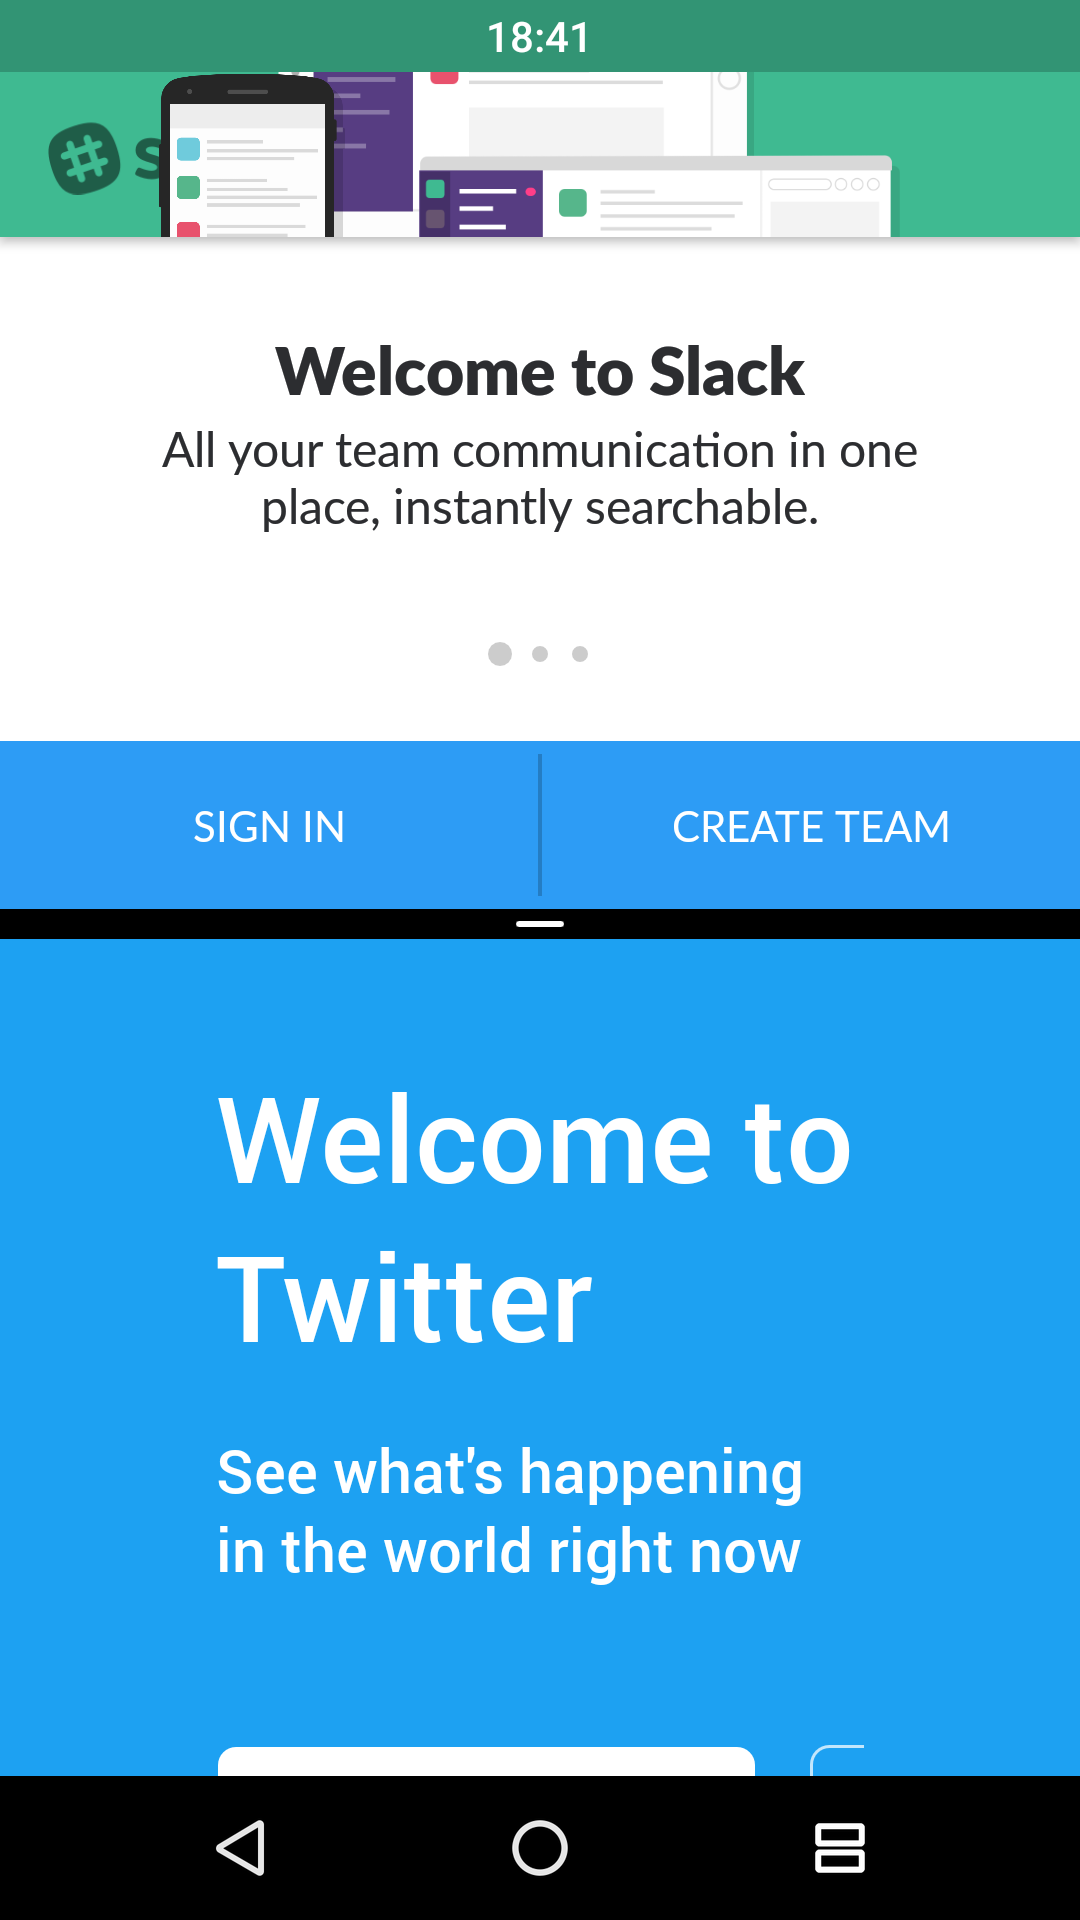 18:41
Welcome to Slack
All your team communication in one
place, instantly searchable.
SIGN IN
CREATE TEAM
Welcome to
Twitter
See what's happening
in the world right now